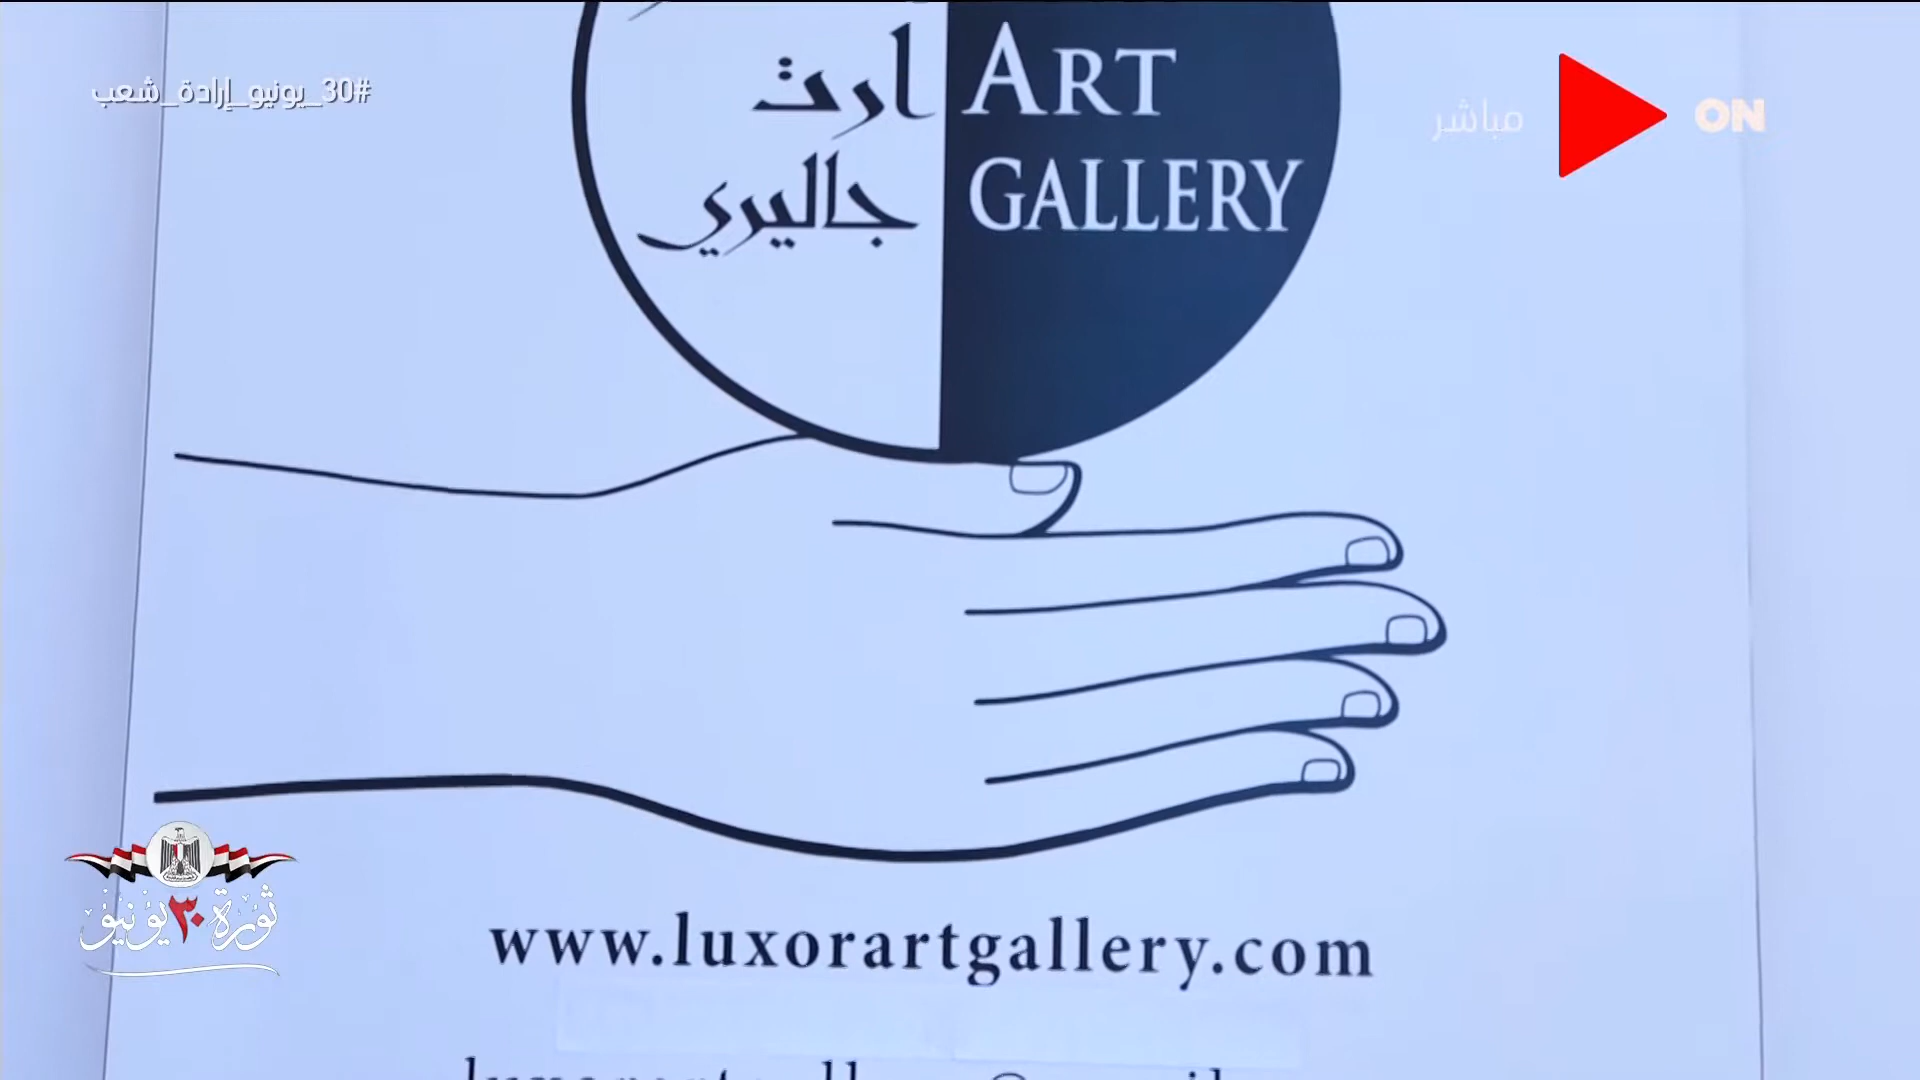 #30_يونيو_إرادة_شعب
مباشر
ON
ارت
جاليري
ART
GALLERY
ثورة ٣٠ يونيو
www.luxorartgallery.com